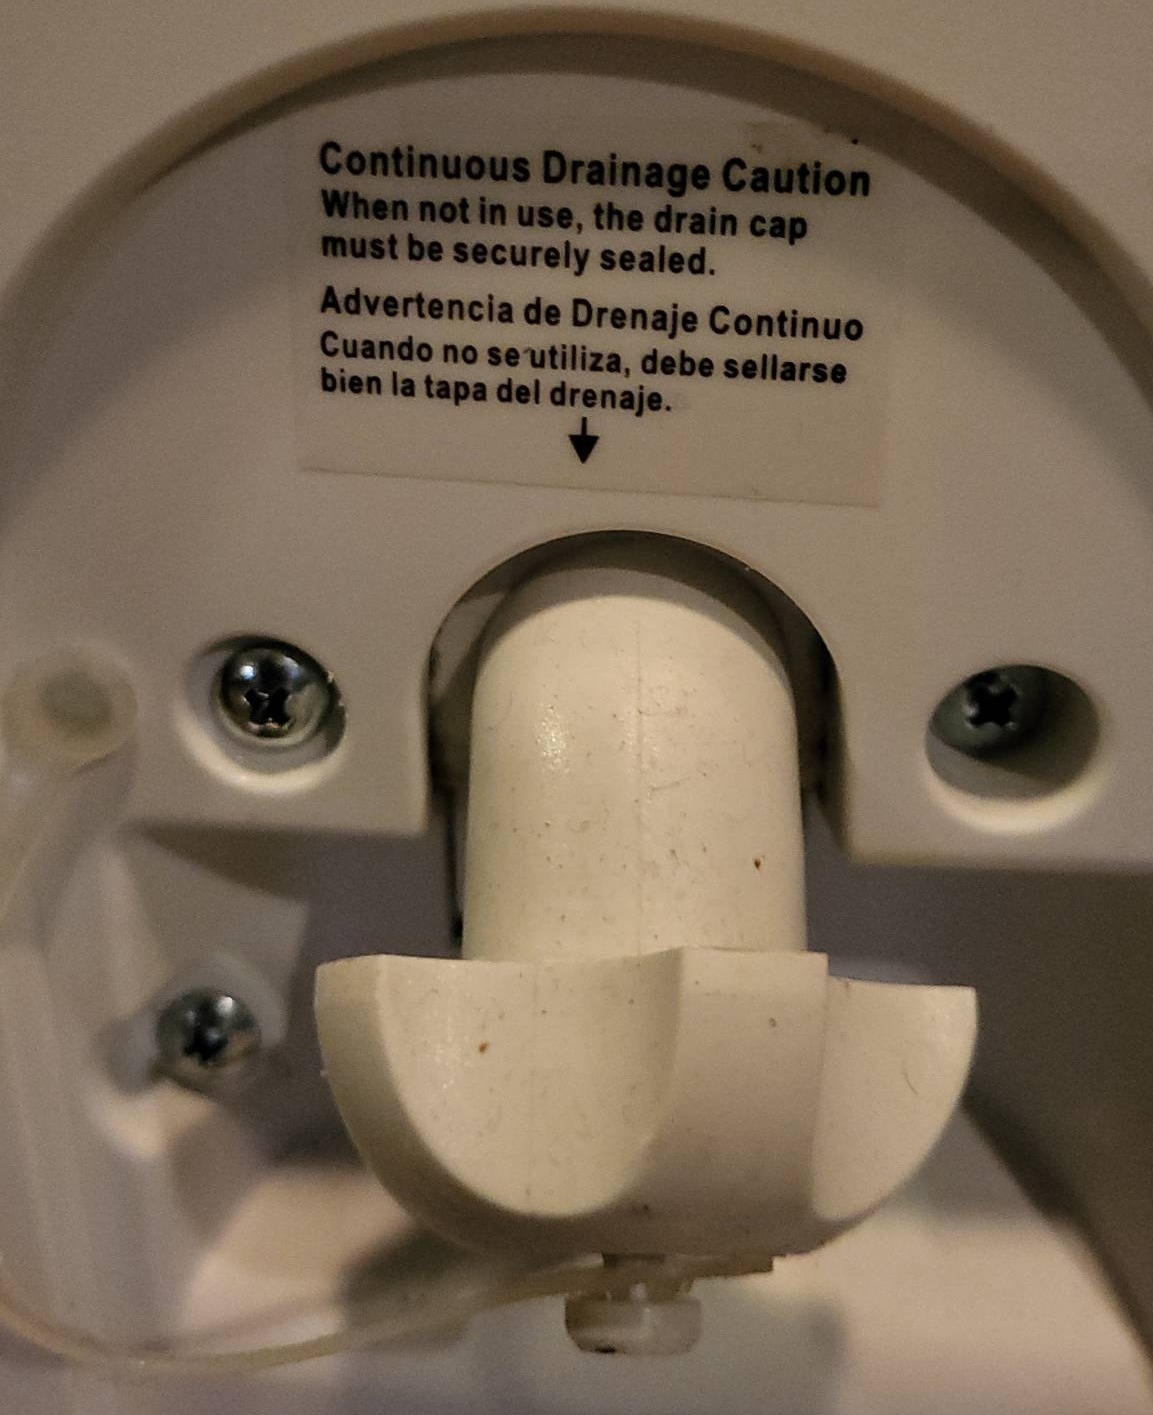 Continuous Drainage Caution
When not in use, the drain cap
must be securely sealed.
Advertencia de Drenaje Continuo
Cuando no se utiliza, debe sellarse
bien la tapa del drenaje.